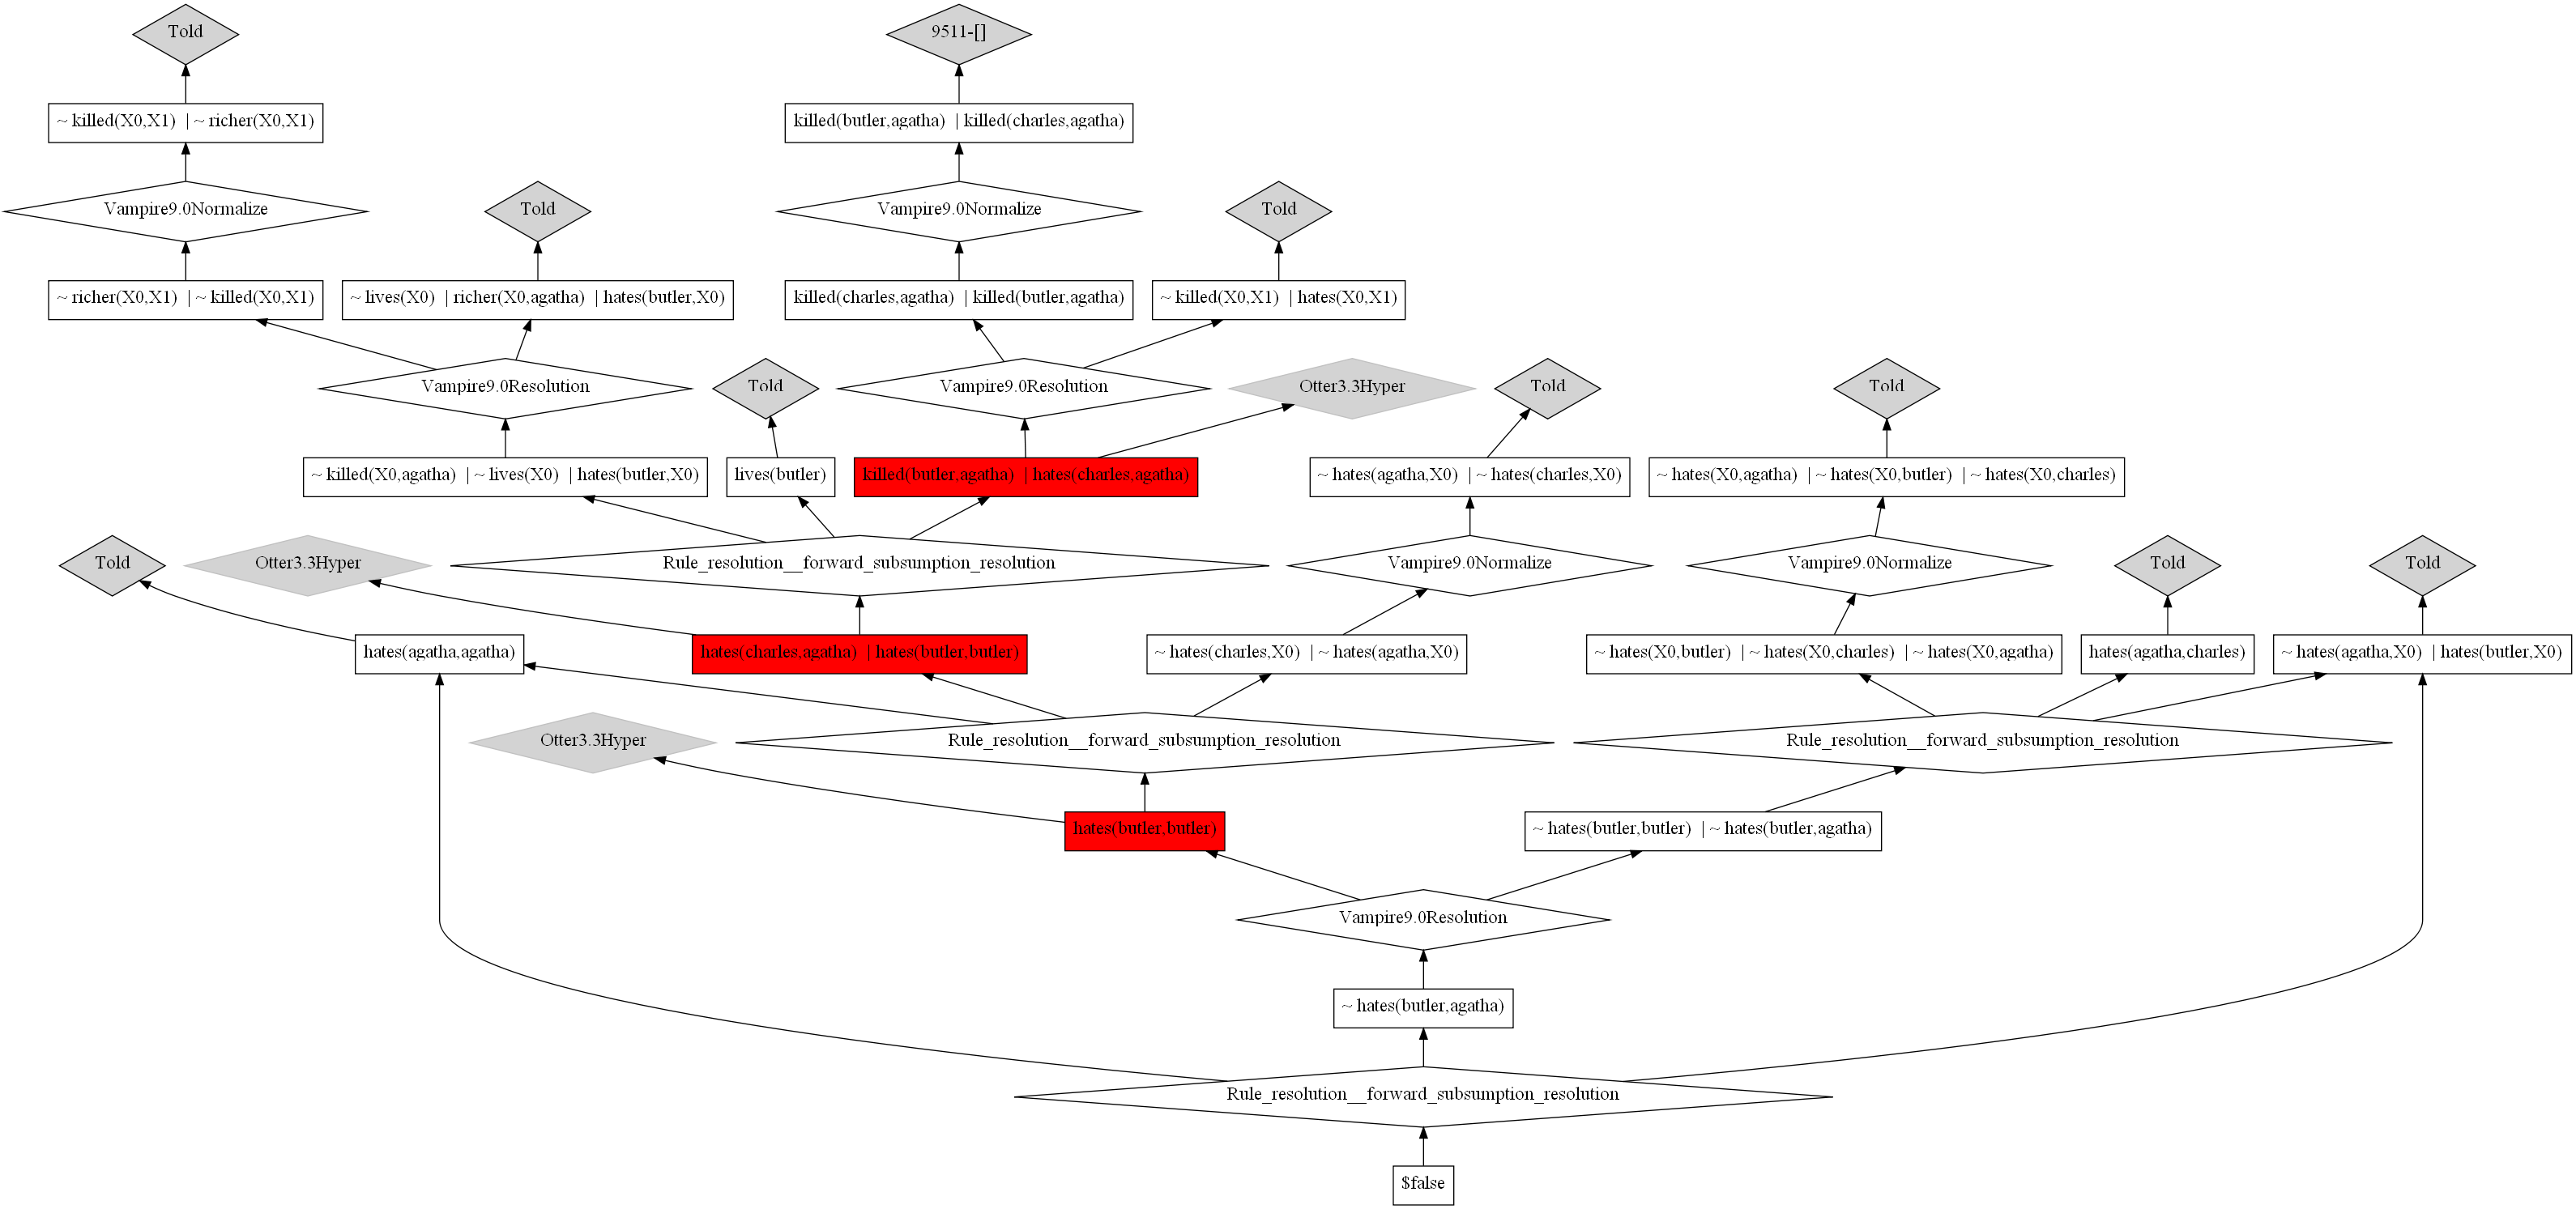 Told
9511-[]
~ killed(X0,X1) | ~ richer(X0,X1)
killed(butler,agatha) | killed(charles,agatha)
Vampire9.0Normalize
Told
Vampire9.0Normalize
Told
~ richer(X0,X1) | ~ killed(X0,X1)
~ lives(X0) | richer(X0,agatha) | hates(butler,X0)
killed(charles,agatha) | killed(butler,agatha)
~ killed(X0,X1) | hates(X0,X1)
Vampire9.0Resolution
Told
Vampire9.0Resolution
Otter3.3Hyper
Told
Told
~ killed(X0,agatha) | ~ lives(X0) | hates(butler,X0)
lives(butler)
killed(butler,agatha) | hates(charles,agatha)
~ hates(agatha,X0) | ~ hates(charles,X0)
~ hates(X0,agatha) | ~ hates(X0,butler) | ~ hates(X0,charles)
Told
Otter3.3Hyper
Rule_resolution__forward_subsumption_resolution
Vampire9.0Normalize
Vampire9.0Normalize
Told
Told
hates(agatha,agatha)
hates(charles,agatha) | hates(butler,butler)
~ hates(charles,X0) | ~ hates(agatha,X0)
~ hates(X0,butler) | ~ hates(X0,charles) | ~ hates(X0,agatha)
hates(agatha,charles)
~ hates(agatha,X0) | hates(butler,X0)
Otter3.3Hyper
Rule_resolution__forward_subsumption_resolution
Rule_resolution__forward_subsumption_resolution
hates(butler,butler)
~ hates(butler,butler) | ~ hates(butler,agatha)
Vampire9.0Resolution
~ hates(butler,agatha)
Rule_resolution__forward_subsumption_resolution
$false